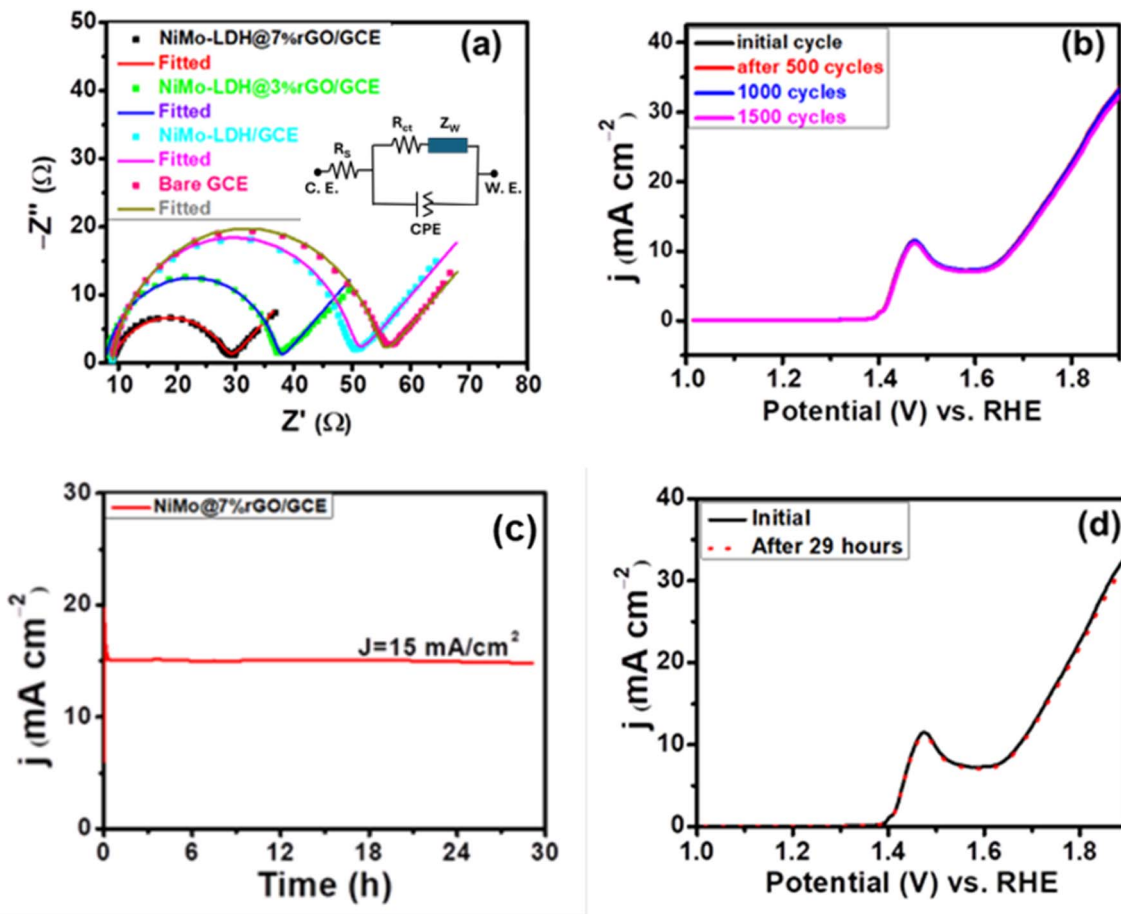 (a)
NiMo-LDH@7%rGO/GCE
Fitted
NiMo-LDH@3%rGO/GCE
Fitted
NiMo-LDH/GCE
Fitted
Bare GCE
Fitted
R_S
R_ct
Z_W
C. E.
W. E.
CPE
50
40
30
20
10
0
10 20 30 40 50 60 70 80
−Z'' (Ω)
Z' (Ω)
(b)
initial cycle
after 500 cycles
1000 cycles
1500 cycles
40
30
20
10
0
1.0 1.2 1.4 1.6 1.8
j (mA cm⁻²)
Potential (V) vs. RHE
(c)
NiMo@7%rGO/GCE
J=15 mA/cm²
30
20
10
0
0 6 12 18 24 30
j (mA cm⁻²)
Time (h)
(d)
Initial
After 29 hours
40
30
20
10
0
1.0 1.2 1.4 1.6 1.8
j (mA cm⁻²)
Potential (V) vs. RHE